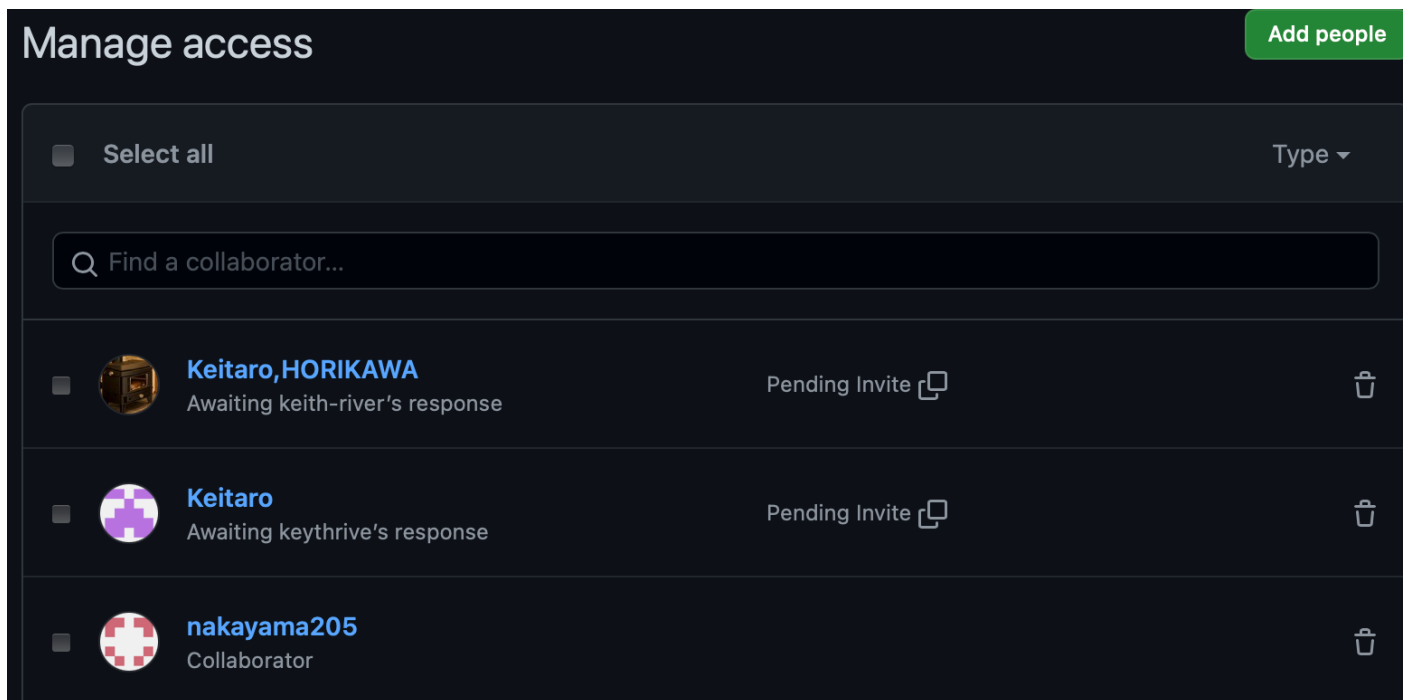 Manage access
Add people
Select all
Type
Find a collaborator...
Keitaro,HORIKAWA
Awaiting keith-river’s response
Pending Invite
Keitaro
Awaiting keythrive’s response
Pending Invite
nakayama205
Collaborator